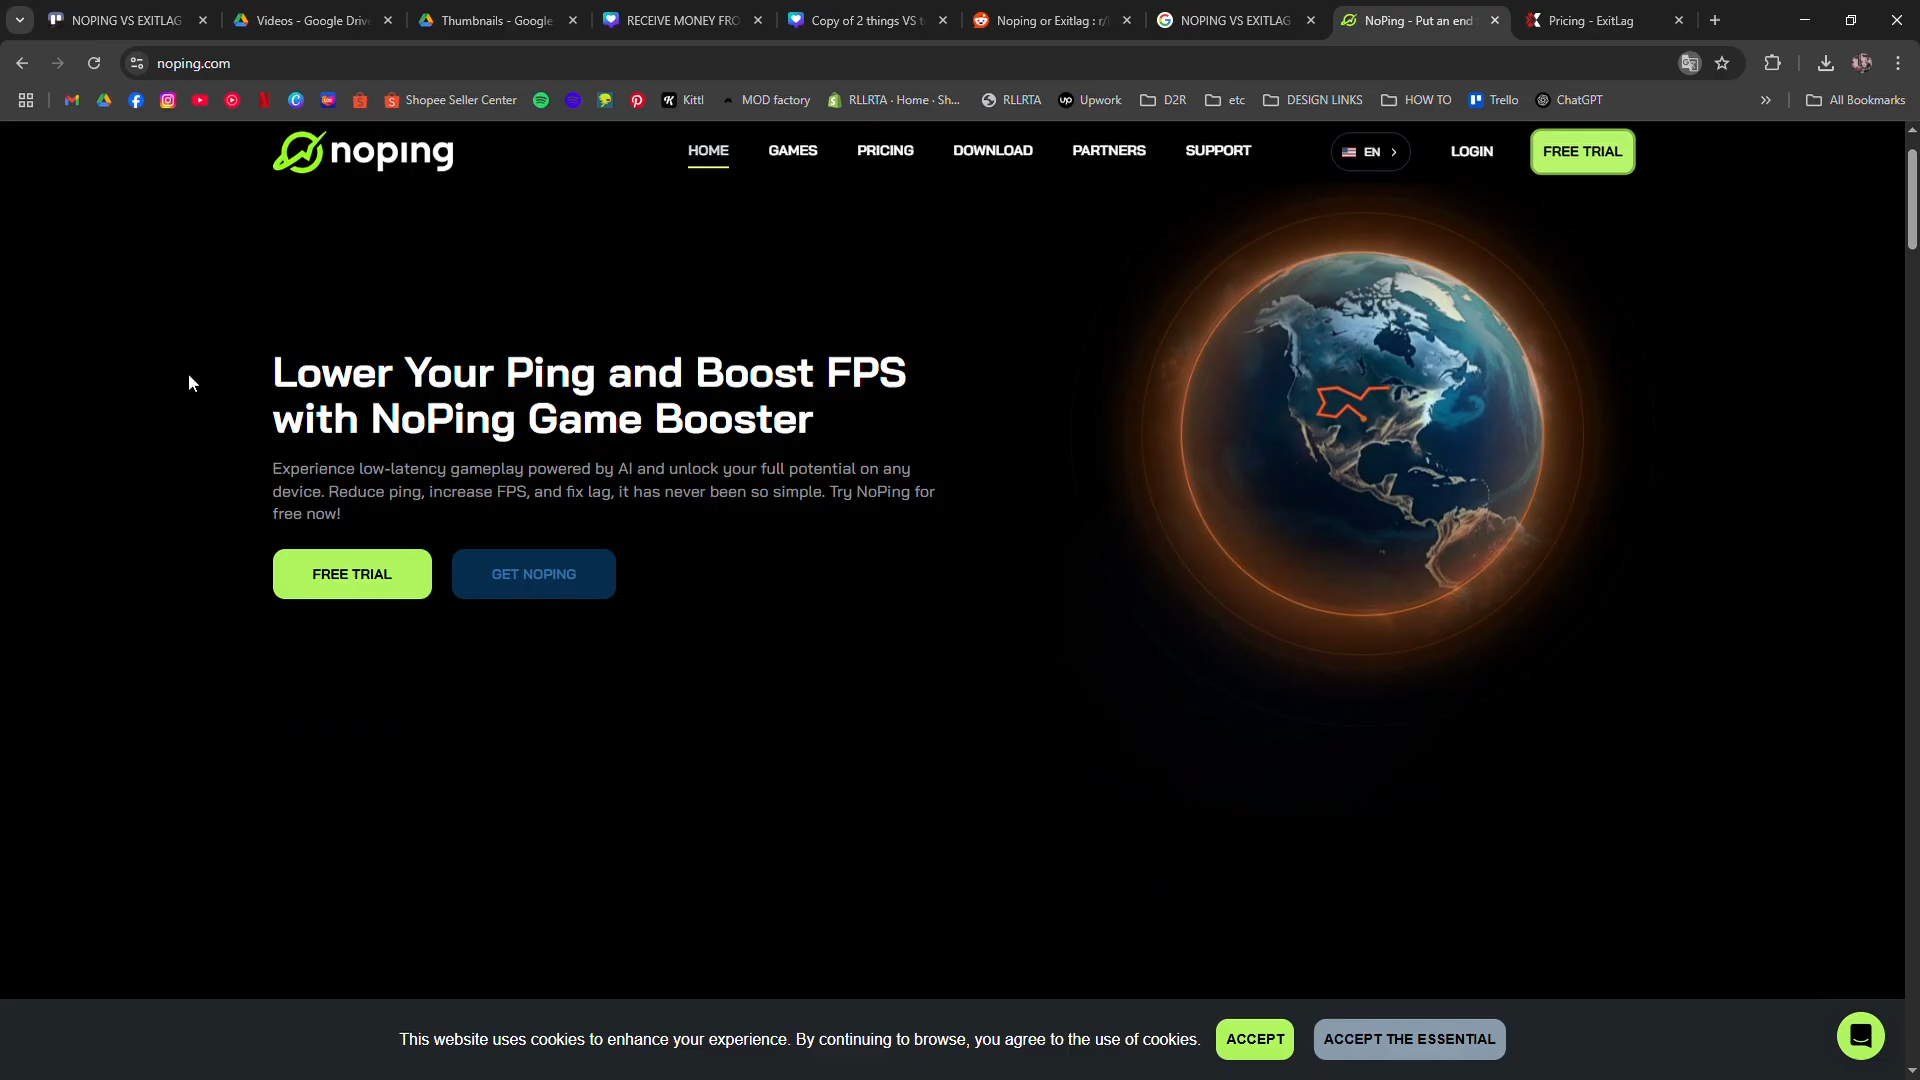 NOPING VS EXITLAG
Videos - Google Drive
Thumbnails - Google
RECEIVE MONEY FRO
Copy of 2 things VS t
Noping or Exitlag : r/
NOPING VS EXITLAG
NoPing - Put an end
Pricing - ExitLag
noping.com
Shopee Seller Center
Kittl
MOD factory
RLLRTA · Home · Sh...
RLLRTA
Upwork
D2R
etc
DESIGN LINKS
HOW TO
Trello
ChatGPT
All Bookmarks
noping
HOME
GAMES
PRICING
DOWNLOAD
PARTNERS
SUPPORT
EN
LOGIN
FREE TRIAL
Lower Your Ping and Boost FPS
with NoPing Game Booster
Experience low-latency gameplay powered by AI and unlock your full potential on any
device. Reduce ping, increase FPS, and fix lag, it has never been so simple. Try NoPing for
free now!
FREE TRIAL
GET NOPING
This website uses cookies to enhance your experience. By continuing to browse, you agree to the use of cookies.
ACCEPT
ACCEPT THE ESSENTIAL